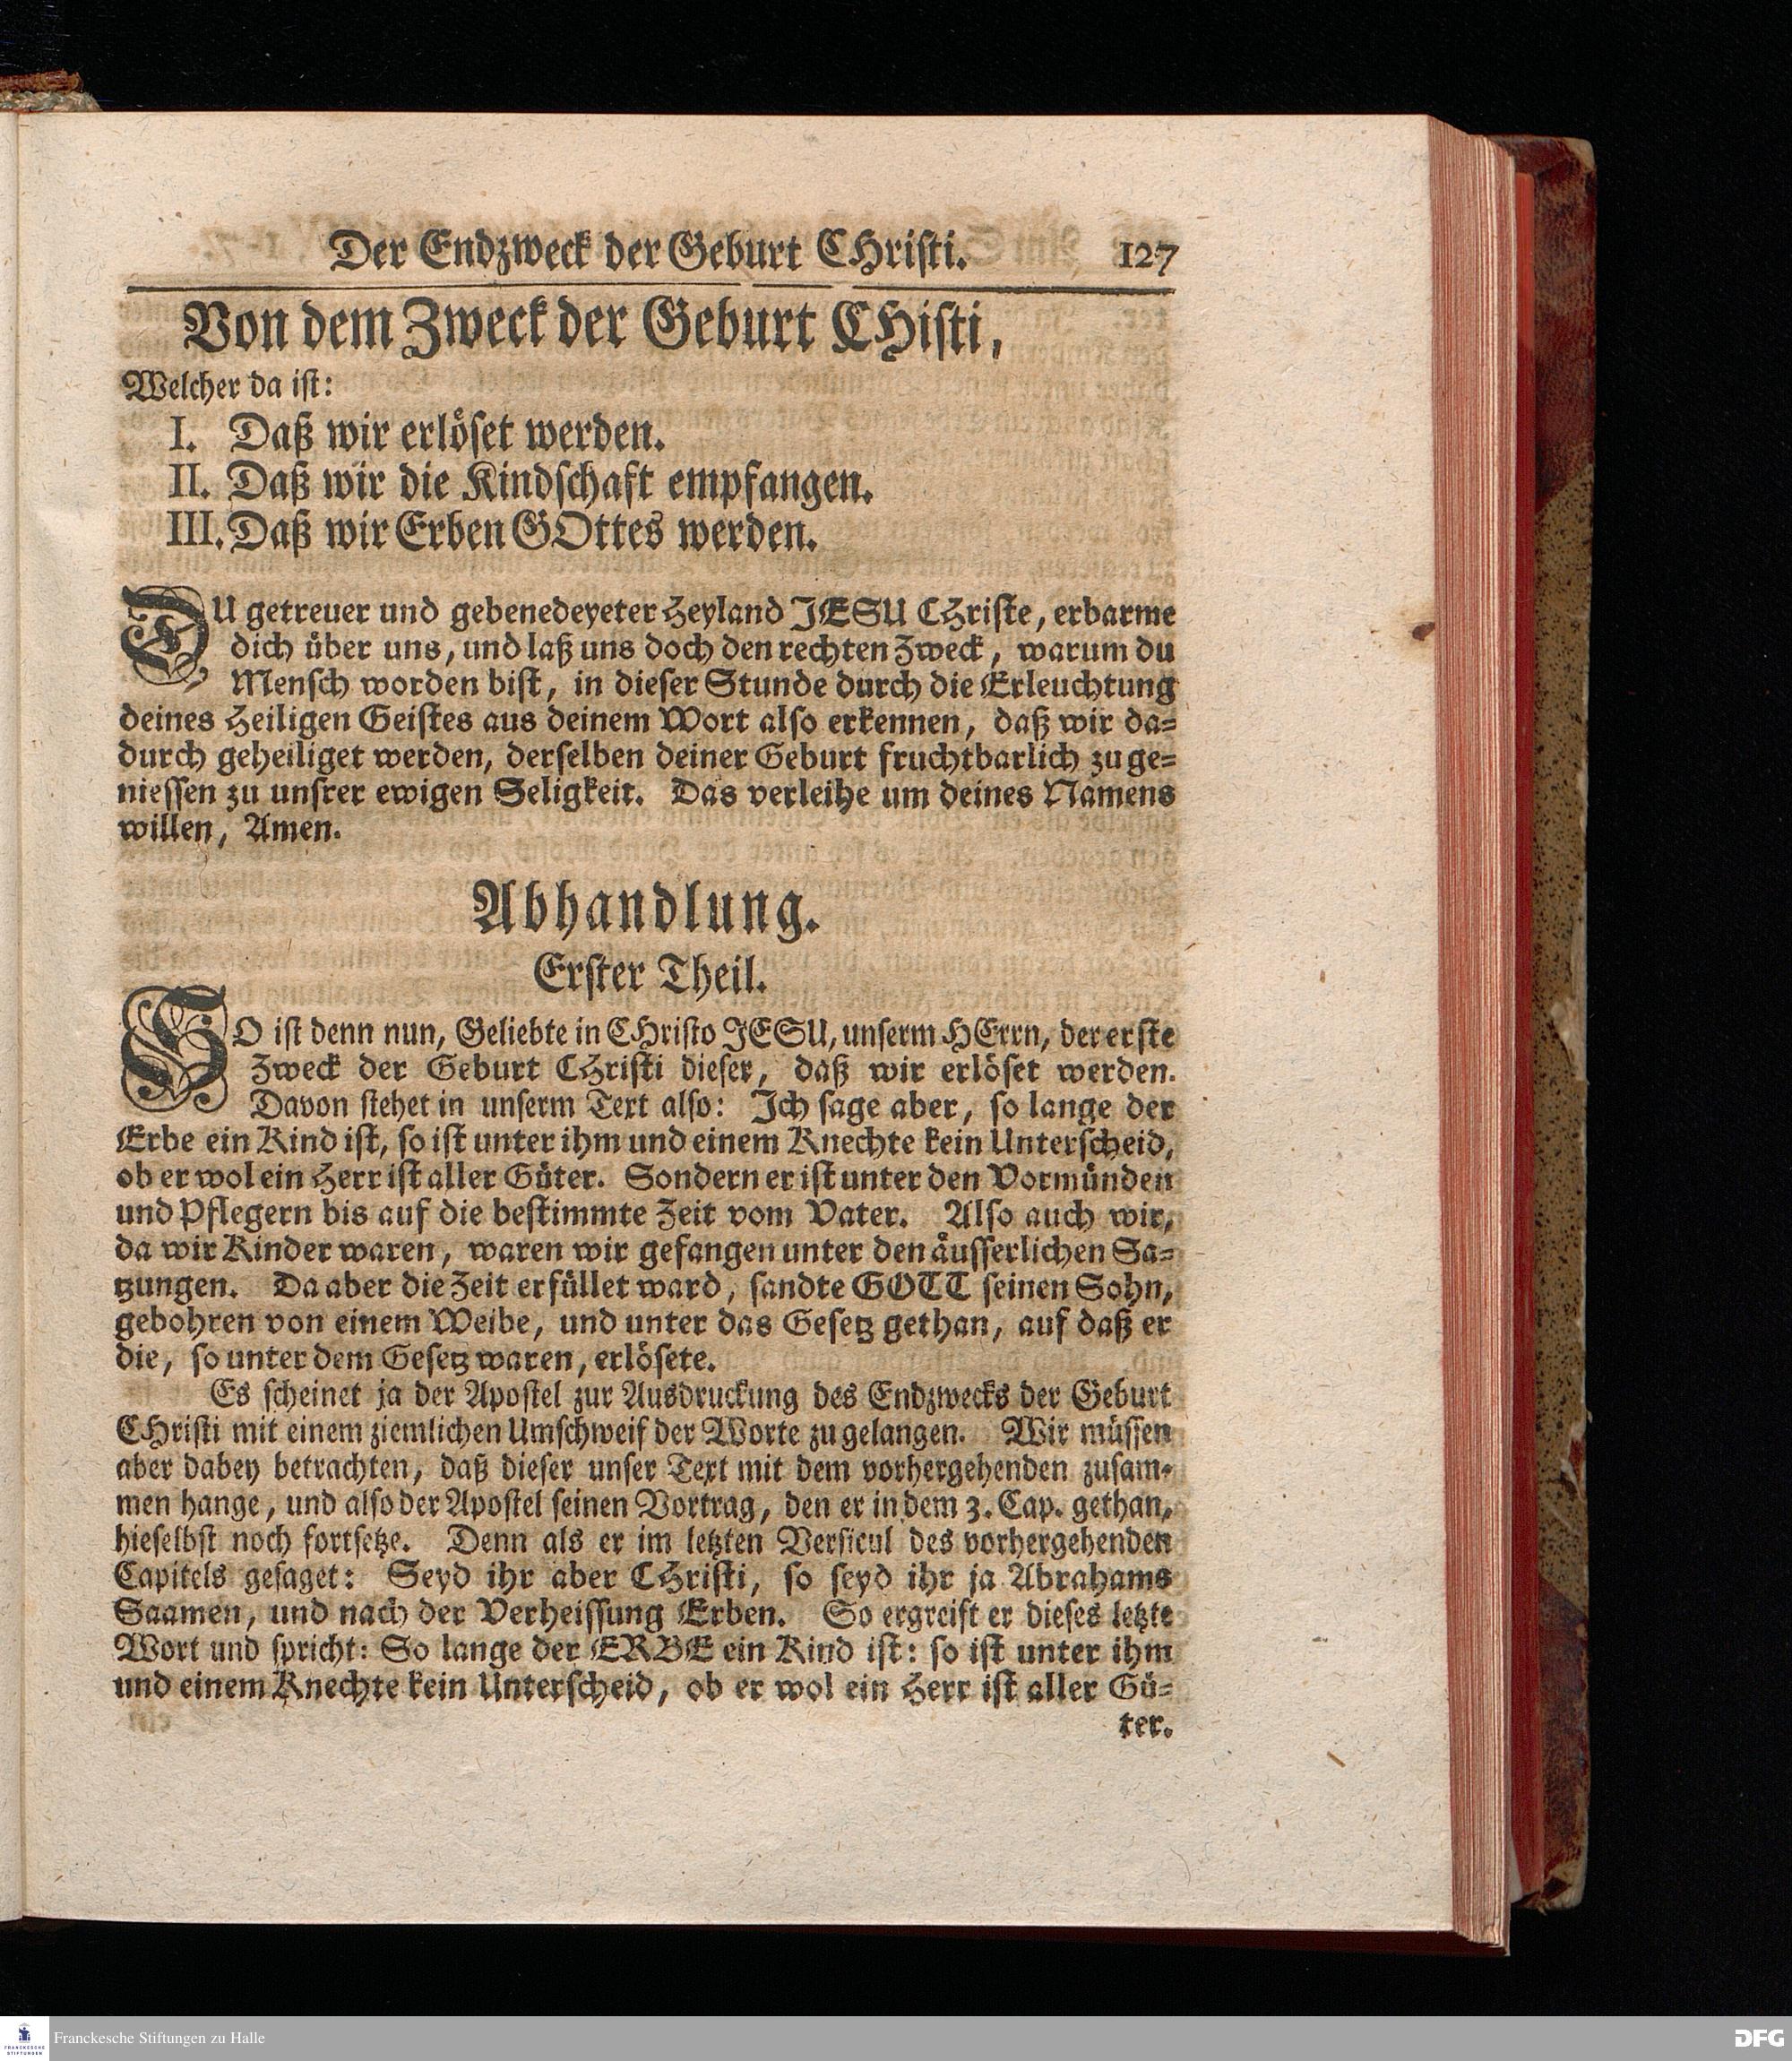 Der Endzweck der Geburt CHristi. 127
Von dem Zweck der Geburt CHisti,
Welcher da ist:
I. Daß wir erlöset werden.
II. Daß wir die Kindschaft empfangen.
III. Daß wir Erben GOttes werden.
DU getreuer und gebenedeyeter Heyland JESU CHriste, erbarme
dich über uns, und laß uns doch den rechten Zweck, warum du
Mensch worden bist, in dieser Stunde durch die Erleuchtung
deines Heiligen Geistes aus deinem Wort also erkennen, daß wir da=
durch geheiliget werden, derselben deiner Geburt fruchtbarlich zu ge=
niessen zu unsrer ewigen Seligkeit. Das verleihe um deines Namens
willen, Amen.
Abhandlung.
Erster Theil.
SO ist denn nun, Geliebte in CHristo JESU, unserm HErrn, der erste
Zweck der Geburt CHristi dieser, daß wir erlöset werden.
Davon stehet in unserm Text also: Ich sage aber, so lange der
Erbe ein Kind ist, so ist unter ihm und einem Knechte kein Unterscheid,
ob er wol ein Herr ist aller Güter. Sondern er ist unter den Vormünden
und Pflegern bis auf die bestimmte Zeit vom Vater. Also auch wir,
da wir Kinder waren, waren wir gefangen unter den äusserlichen Sa=
tzungen. Da aber die Zeit erfüllet ward, sandte GOTT seinen Sohn,
gebohren von einem Weibe, und unter das Gesetz gethan, auf daß er
die, so unter dem Gesetz waren, erlösete.
Es scheinet ja der Apostel zur Ausdruckung des Endzwecks der Geburt
CHristi mit einem ziemlichen Umschweif der Worte zu gelangen. Wir müssen
aber dabey betrachten, daß dieser unser Text mit dem vorhergehenden zusam=
men hange, und also der Apostel seinen Vortrag, den er in dem 3. Cap. gethan,
hieselbst noch fortsetze. Denn als er im letzten Versicul des vorhergehenden
Capitels gesaget: Seyd ihr aber CHristi, so seyd ihr ja Abrahams
Saamen, und nach der Verheissung Erben. So ergreift er dieses letzte
Wort und spricht: So lange der ERBE ein Kind ist: so ist unter ihm
und einem Knechte kein Unterscheid, ob er wol ein Herr ist aller Gü=
ter.
FRANCKESCHE
STIFTUNGEN
Franckesche Stiftungen zu Halle
DFG